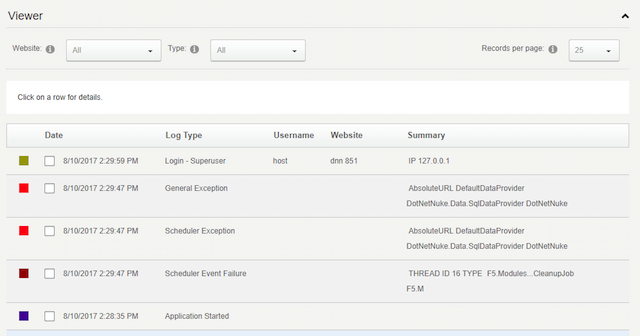 Viewer
Website: All Type: All Records per page: 25
Click on a row for details.
Date Log Type Username Website Summary
8/10/2017 2:29:59 PM Login - Superuser host dnn 851 IP 127.0.0.1
8/10/2017 2:29:47 PM General Exception AbsoluteURL DefaultDataProvider
DotNetNuke.Data.SqlDataProvider DotNetNuke
8/10/2017 2:29:47 PM Scheduler Exception AbsoluteURL DefaultDataProvider
DotNetNuke.Data.SqlDataProvider DotNetNuke
8/10/2017 2:29:47 PM Scheduler Event Failure THREAD ID 16 TYPE F5.Modules...CleanupJob
F5.M
8/10/2017 2:28:35 PM Application Started